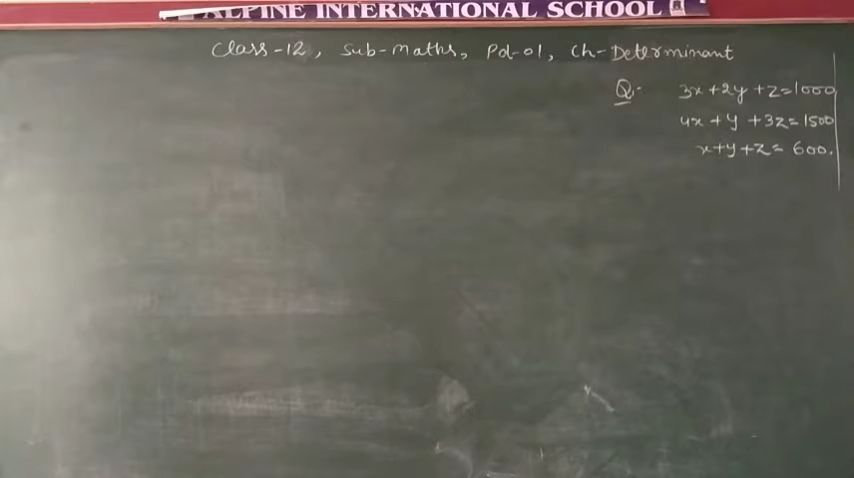 ALPINE INTERNATIONAL SCHOOL
Class-12, Sub-Maths, Pd-01, Ch-Determinant
Q.- 3x+2y+z=1000
4x+y+3z=1500
x+y+z=600.